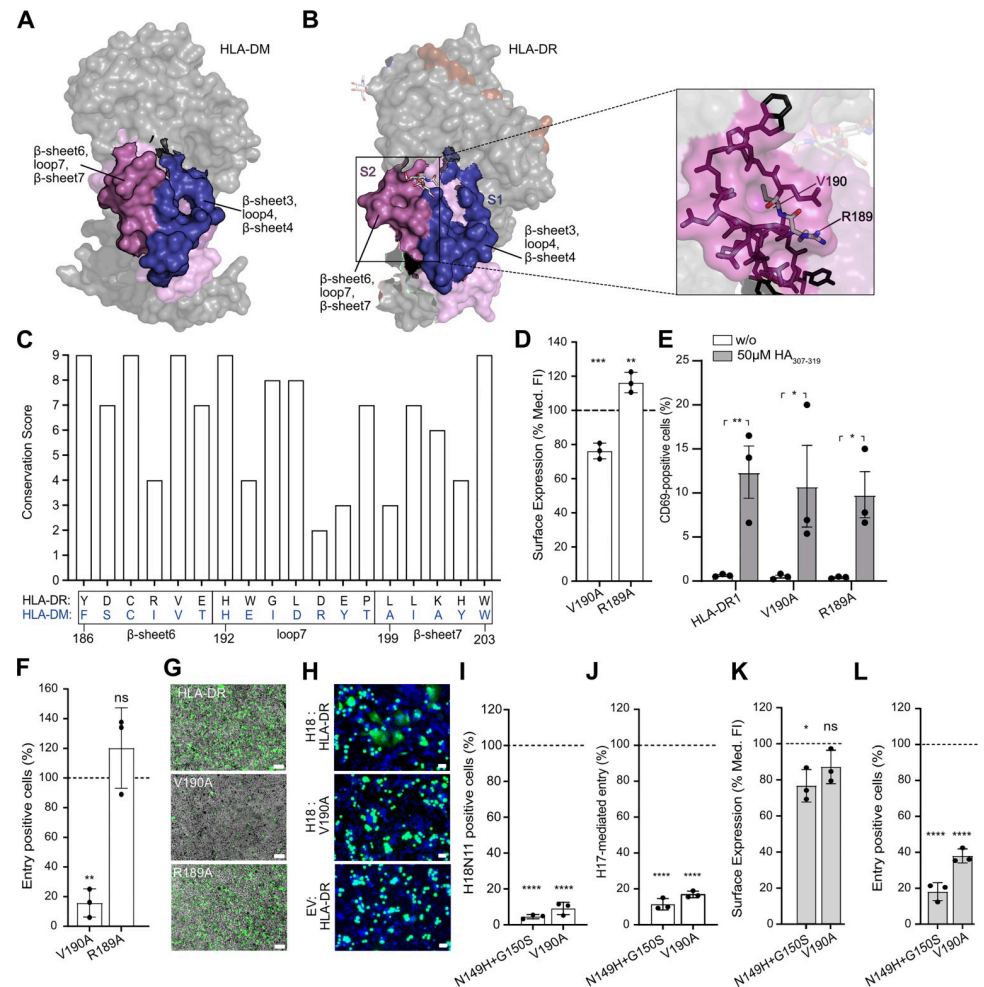 A
HLA-DM
β-sheet6,
loop7,
β-sheet7
β-sheet3,
loop4,
β-sheet4
B
HLA-DR
S2
S1
β-sheet3,
loop4,
β-sheet4
β-sheet6,
loop7,
β-sheet7
V190
R189
C
Conservation Score
9
8
7
6
5
4
3
2
1
0
HLA-DR: Y D C R V E H W G L D E P L L K H W
HLA-DM: F S C I V T H E I D R Y T A I A Y W
186 β-sheet6 192 loop7 199 β-sheet7 203
D
Surface Expression (% Med. FI)
140
120
100
80
60
40
20
0
*** **
V190A R189A
E
w/o
50µM HA307-319
CD69-popsitive cells (%)
25
20
15
10
5
0
** * *
HLA-DR1 V190A R189A
F
Entry positive cells (%)
160
140
120
100
80
60
40
20
0
** ns
V190A R189A
G
HLA-DR
V190A
R189A
H
H18 :
HLA-DR
H18 :
V190A
EV:
HLA-DR
I
H18N11 positive cells (%)
120
100
80
60
40
20
0
**** ****
N149H+G150S V190A
J
H17-mediated entry (%)
120
100
80
60
40
20
0
**** ****
N149H+G150S V190A
K
Surface Expression (% Med. FI)
120
100
80
60
40
20
0
* ns
N149H+G150S V190A
L
Entry positive cells (%)
120
100
80
60
40
20
0
**** ****
N149H+G150S V190A